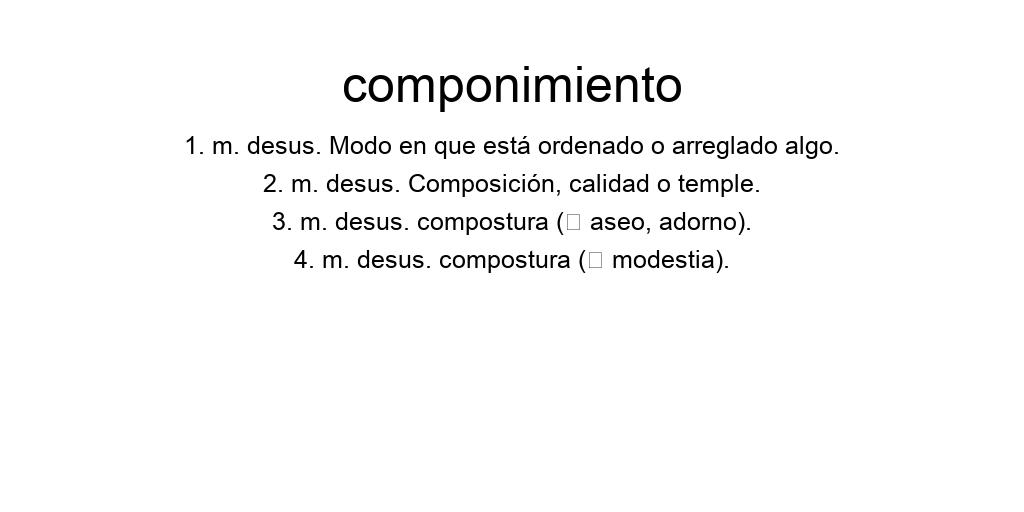 componimiento
1. m. desus. Modo en que está ordenado o arreglado algo.
2. m. desus. Composición, calidad o temple.
3. m. desus. compostura (□ aseo, adorno).
4. m. desus. compostura (□ modestia).